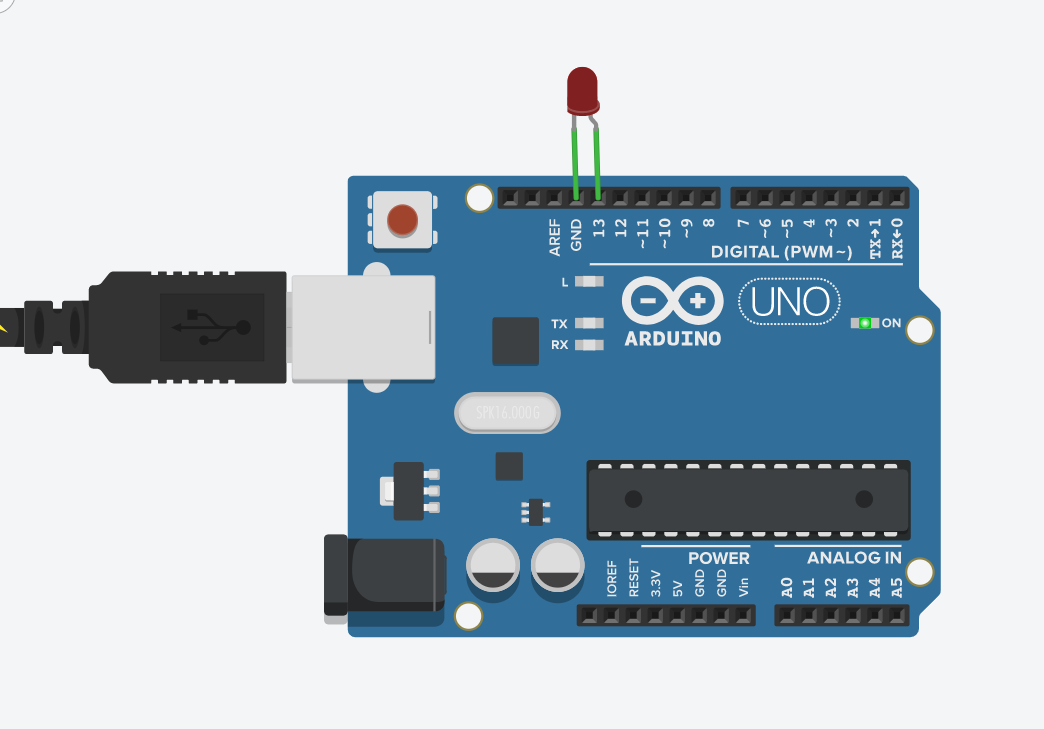 AREF
GND
13
12
~11
~10
~9
8
7
~6
~5
4
~3
2
TX→1
RX←0
DIGITAL (PWM~)
L
TX
RX
UNO
ON
ARDUINO
SPK16.000G
POWER
ANALOG IN
IOREF
RESET
3.3V
5V
GND
GND
Vin
A0
A1
A2
A3
A4
A5